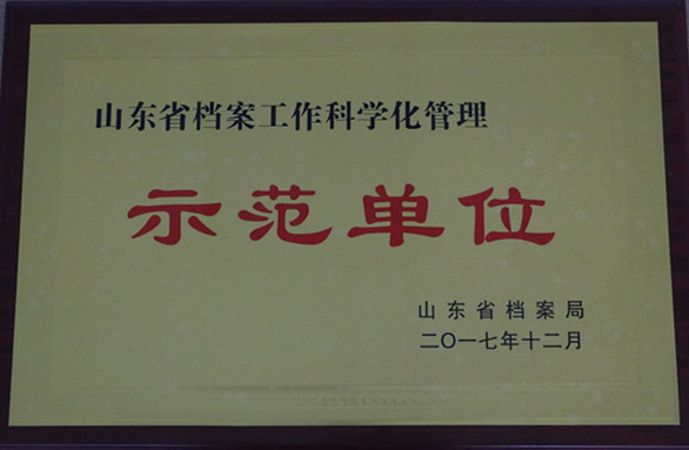 山东省档案工作科学化管理
示范单位
山东省档案局
二〇一七年十二月